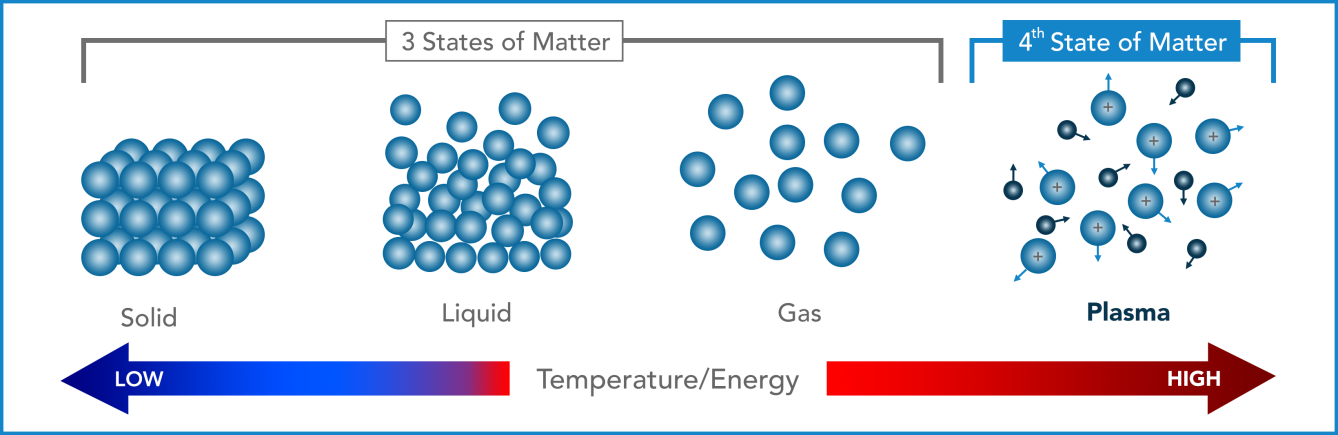 3 States of Matter
4th State of Matter
Solid
Liquid
Gas
Plasma
LOW
Temperature/Energy
HIGH
+
+
+
+
+
+
+
+